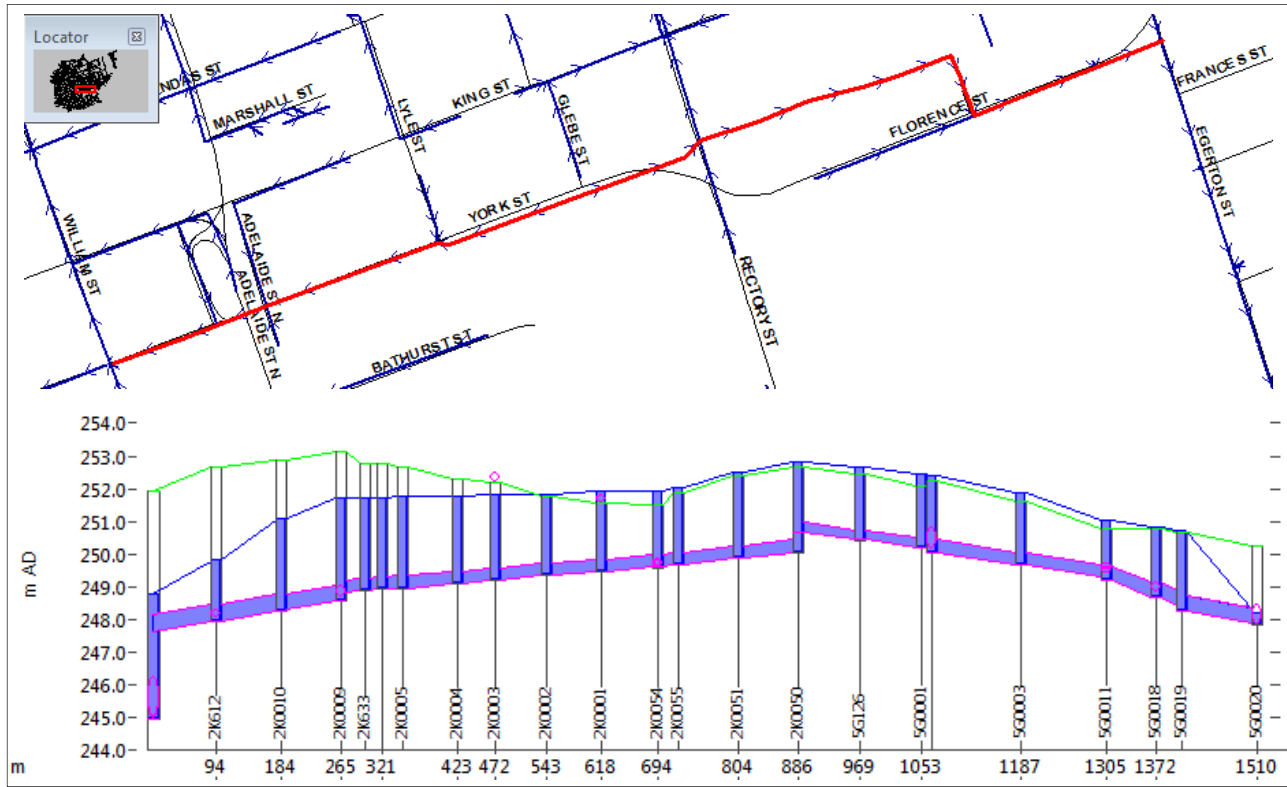 Locator
NDAS ST
MARSHALL ST
LYLE ST
KING ST
GLEBE ST
FLORENCE ST
FRANCES ST
EGERTON ST
YORK ST
WILLIAM ST
ADELAIDE ST N
ADELAIDE ST N
RECTORY ST
BATHURST ST
254.0
253.0
252.0
251.0
250.0
249.0
248.0
247.0
246.0
245.0
244.0
m AD
2K612
2K0010
2K0009
2K633
2K0005
2K0004
2K0003
2K0002
2K0001
2K0054
2K0055
2K0051
2K0050
5G126
5G0001
5G0003
5G0011
5G0018
5G0019
5G0020
m 94 184 265 321 423 472 543 618 694 804 886 969 1053 1187 1305 1372 1510